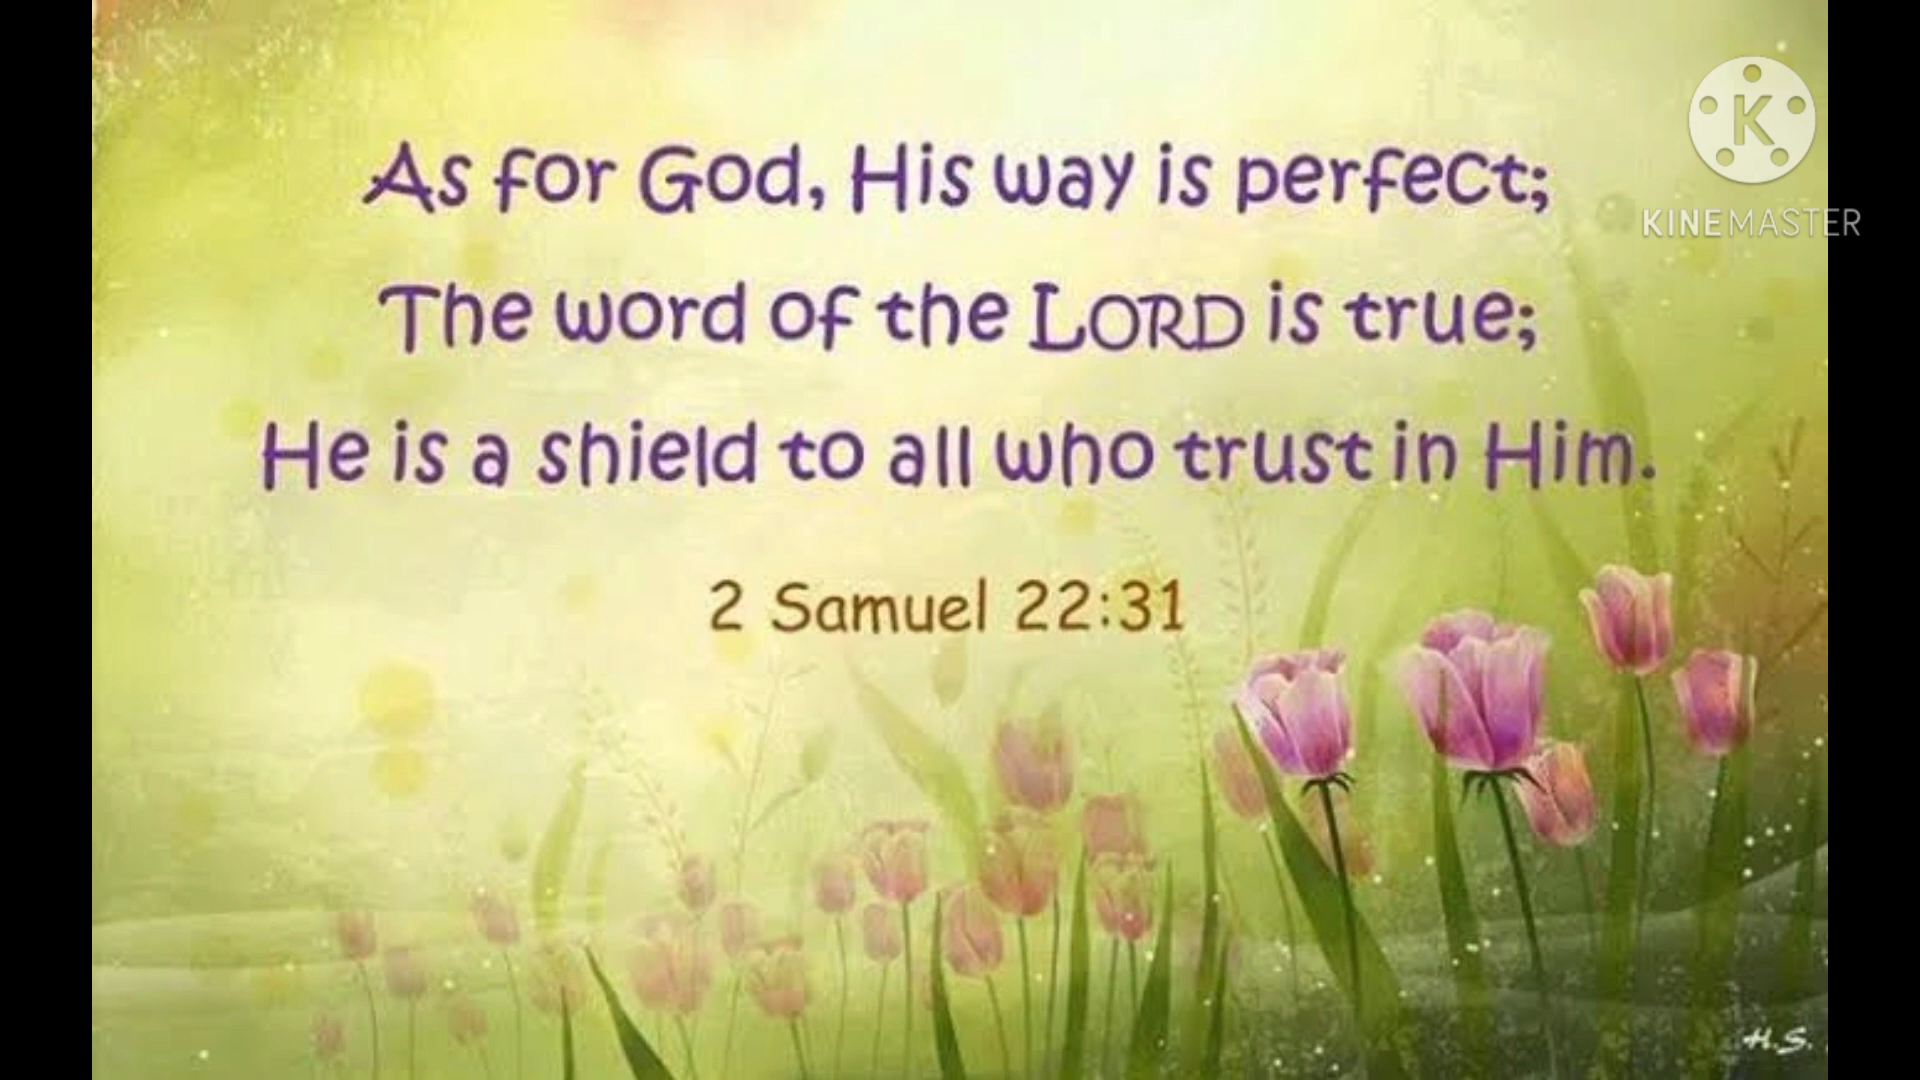 As for God, His way is perfect;
The word of the LORD is true;
He is a shield to all who trust in Him.
2 Samuel 22:31
K
KINEMASTER
H.S.